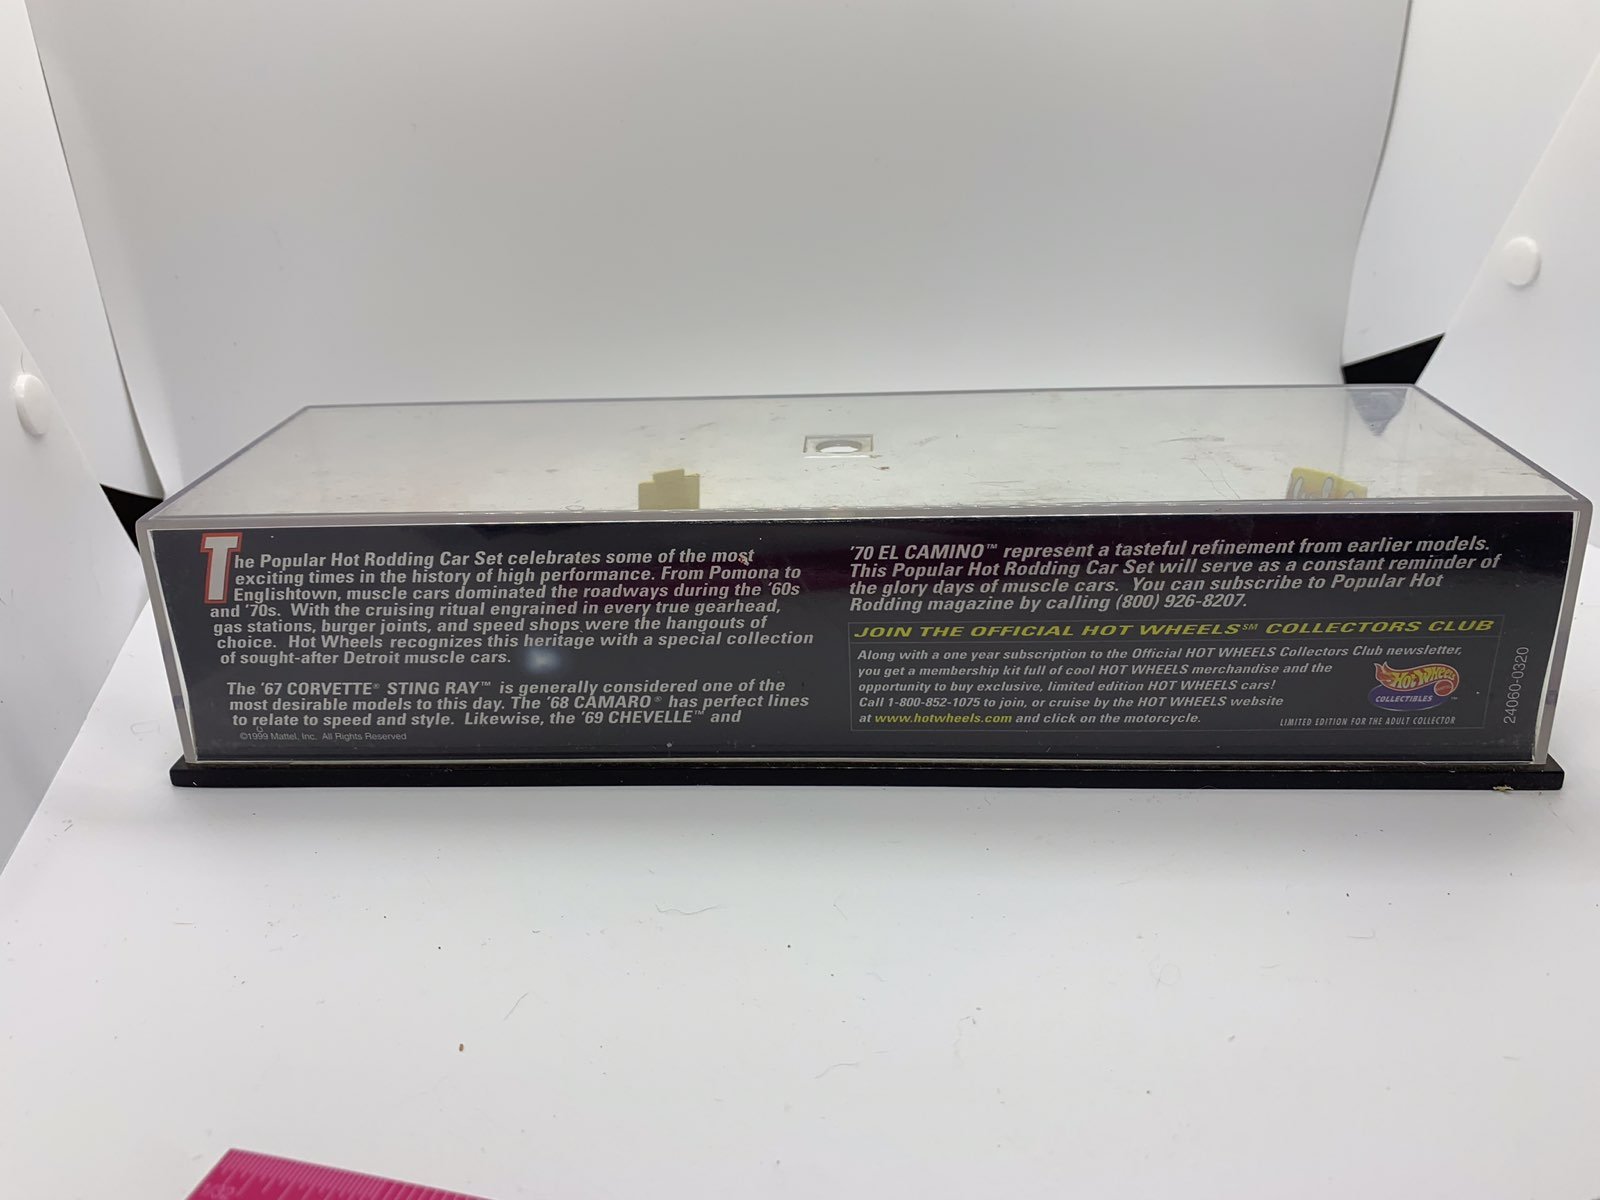 The Popular Hot Rodding Car Set celebrates some of the most
exciting times in the history of high performance. From Pomona to
Englishtown, muscle cars dominated the roadways during the '60s
and '70s. With the cruising ritual engrained in every true gearhead,
gas stations, burger joints, and speed shops were the hangouts of
choice. Hot Wheels recognizes this heritage with a special collection
of sought-after Detroit muscle cars.
The '67 CORVETTE® STING RAY™ is generally considered one of the
most desirable models to this day. The '68 CAMARO® has perfect lines
to relate to speed and style. Likewise, the '69 CHEVELLE™ and
©1999 Mattel, Inc. All Rights Reserved
'70 EL CAMINO™ represent a tasteful refinement from earlier models.
This Popular Hot Rodding Car Set will serve as a constant reminder of
the glory days of muscle cars. You can subscribe to Popular Hot
Rodding magazine by calling (800) 926-8207.
JOIN THE OFFICIAL HOT WHEELS℠ COLLECTORS CLUB
Along with a one year subscription to the Official HOT WHEELS Collectors Club newsletter,
you get a membership kit full of cool HOT WHEELS merchandise and the
opportunity to buy exclusive, limited edition HOT WHEELS cars!
Call 1-800-852-1075 to join, or cruise by the HOT WHEELS website
at www.hotwheels.com and click on the motorcycle.
Hot Wheels
COLLECTIBLES™
LIMITED EDITION FOR THE ADULT COLLECTOR
24060-0320